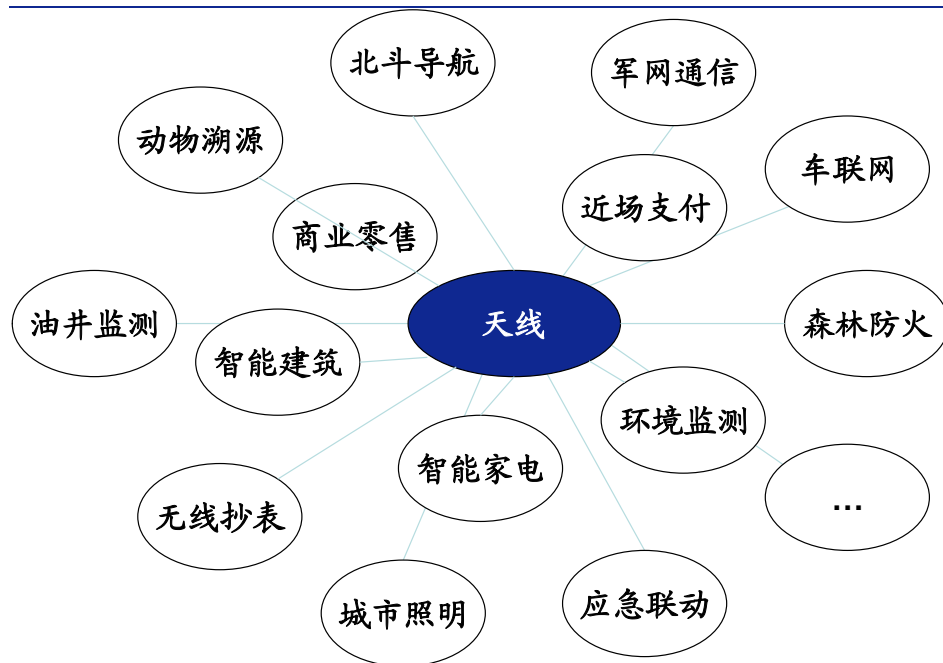 北斗导航
军网通信
动物溯源
车联网
近场支付
商业零售
油井监测
天线
森林防火
智能建筑
环境监测
智能家电
...
无线抄表
城市照明
应急联动